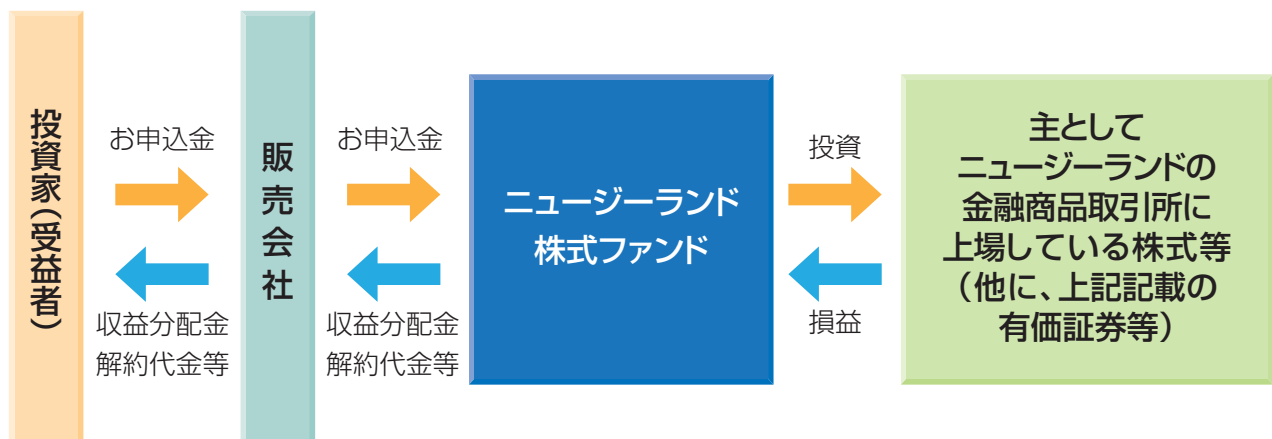 投資家（受益者）
お申込金
収益分配金
解約代金等
販売会社
お申込金
収益分配金
解約代金等
ニュージーランド
株式ファンド
投資
損益
主として
ニュージーランドの
金融商品取引所に
上場している株式等
（他に、上記記載の
有価証券等）